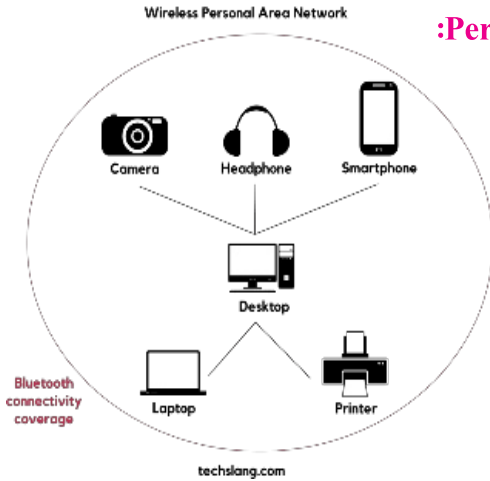 Wireless Personal Area Network
:Per
Camera
Headphone
Smartphone
Desktop
Laptop
Printer
Bluetooth
connectivity
coverage
techslang.com